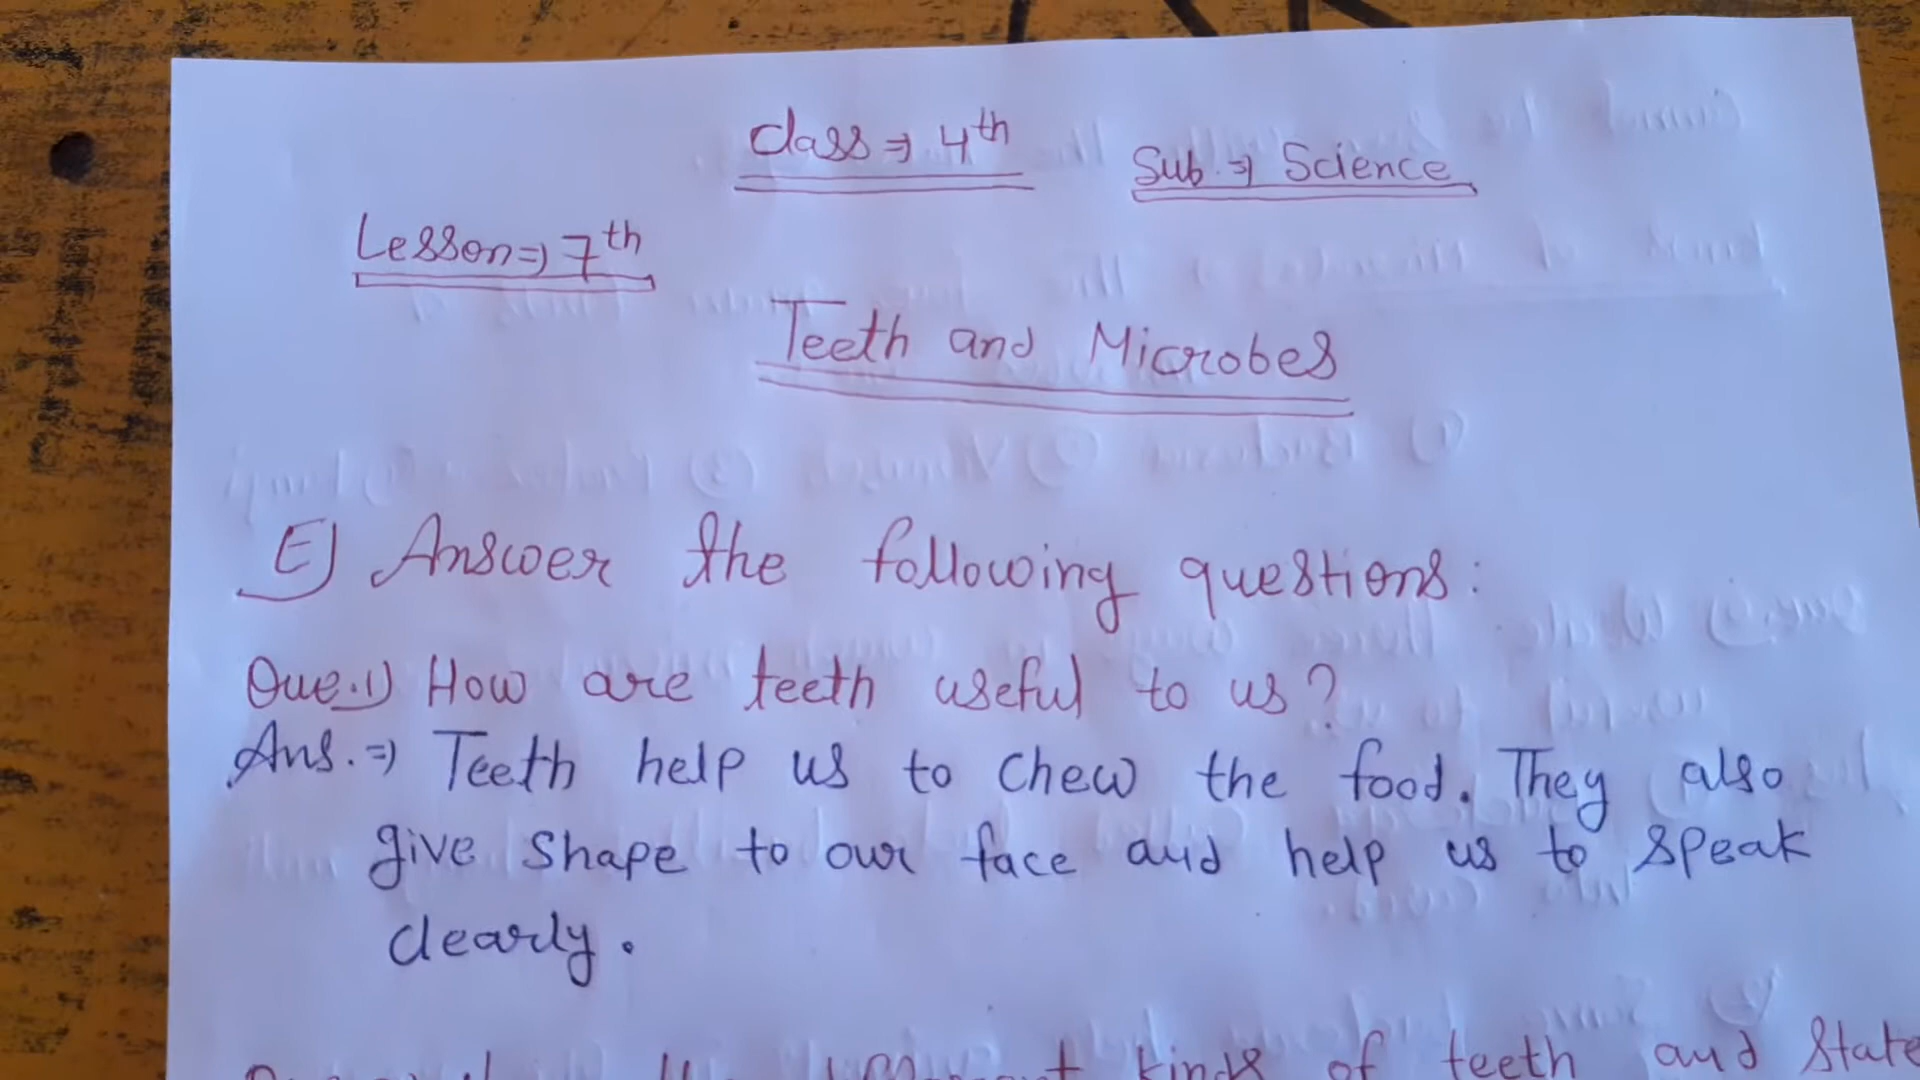 Class ⇒ 4th
Sub. ⇒ Science
Lesson ⇒ 7th
Teeth and Microbes
E) Answer the following questions:
Que.1) How are teeth useful to us?
Ans. ⇒ Teeth help us to chew the food. They also
give shape to our face and help us to speak
clearly.
kinds of teeth and state